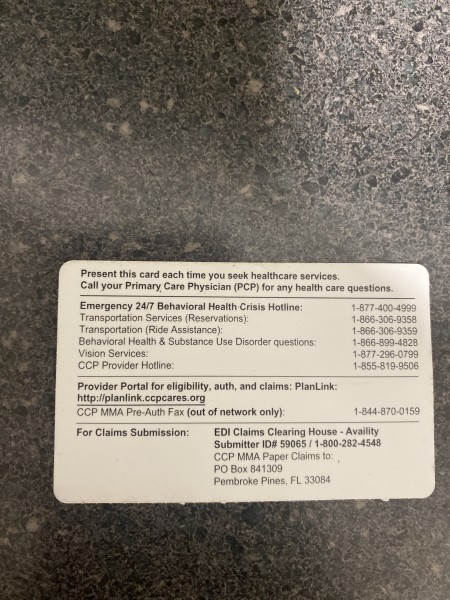 Present this card each time you seek healthcare services.
Call your Primary Care Physician (PCP) for any health care questions.
Emergency 24/7 Behavioral Health Crisis Hotline: 1-877-400-4999
Transportation Services (Reservations): 1-866-306-9358
Transportation (Ride Assistance): 1-866-306-9359
Behavioral Health & Substance Use Disorder questions: 1-866-899-4828
Vision Services: 1-877-296-0799
CCP Provider Hotline: 1-855-819-9506
Provider Portal for eligibility, auth, and claims: PlanLink:
http://planlink.ccpcares.org
CCP MMA Pre-Auth Fax (out of network only): 1-844-870-0159
For Claims Submission: EDI Claims Clearing House - Availity
Submitter ID# 59065 / 1-800-282-4548
CCP MMA Paper Claims to:
PO Box 841309
Pembroke Pines, FL 33084